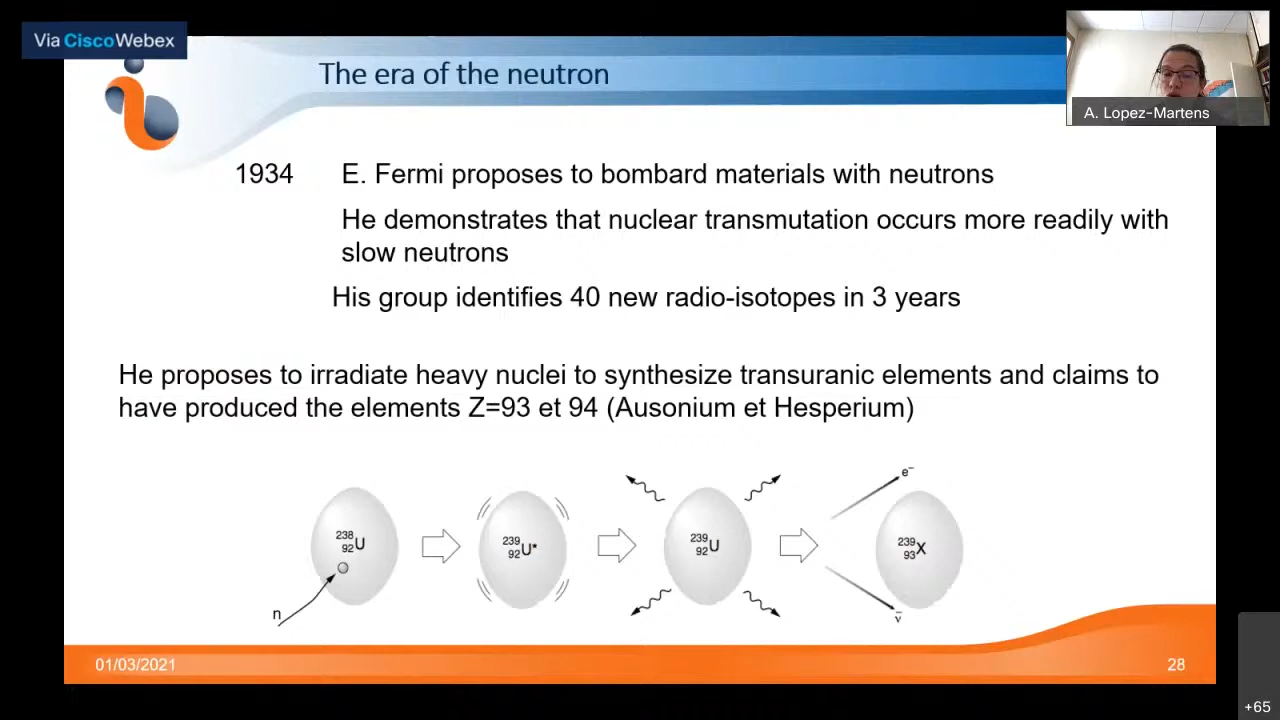 Via Cisco Webex
The era of the neutron
A. Lopez-Martens
1934 E. Fermi proposes to bombard materials with neutrons
He demonstrates that nuclear transmutation occurs more readily with
slow neutrons
His group identifies 40 new radio-isotopes in 3 years
He proposes to irradiate heavy nuclei to synthesize transuranic elements and claims to
have produced the elements Z=93 et 94 (Ausonium et Hesperium)
n
238 92 U
239 92 U*
239 92 U
e−
ν̄
239 93 X
01/03/2021
28
+65